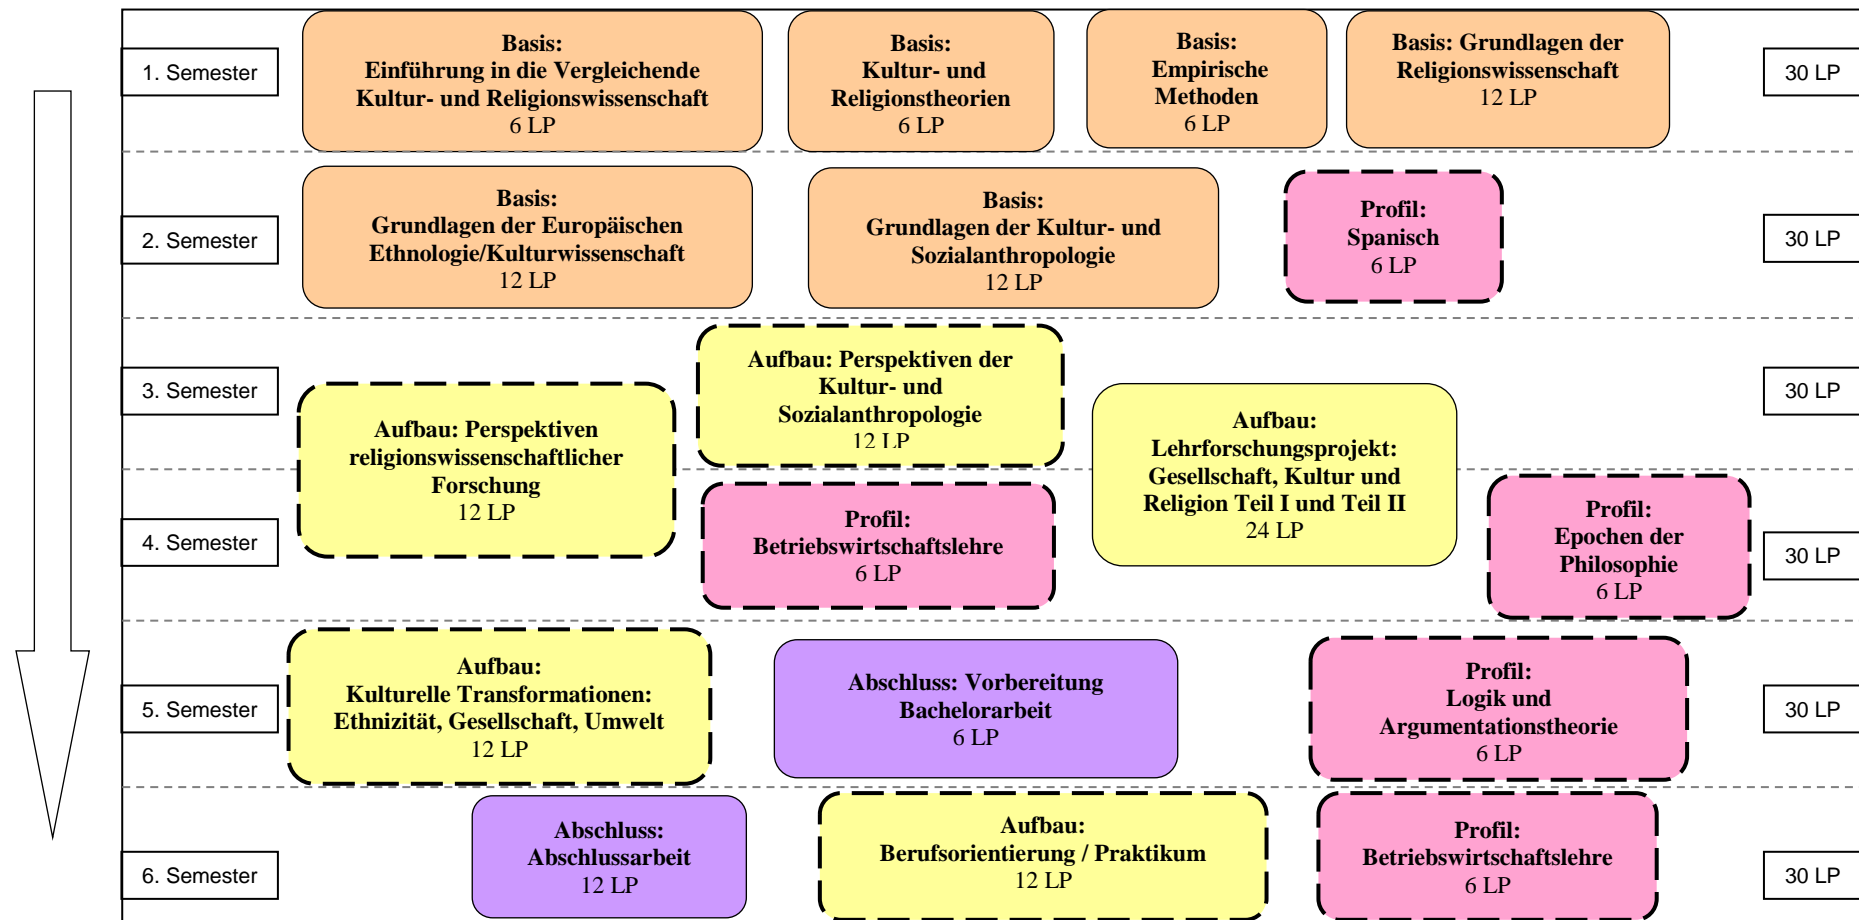 1. Semester
Basis:
Einführung in die Vergleichende
Kultur- und Religionswissenschaft
6 LP
Basis:
Kultur- und
Religionstheorien
6 LP
Basis:
Empirische
Methoden
6 LP
Basis: Grundlagen der
Religionswissenschaft
12 LP
30 LP
2. Semester
Basis:
Grundlagen der Europäischen
Ethnologie/Kulturwissenschaft
12 LP
Basis:
Grundlagen der Kultur- und
Sozialanthropologie
12 LP
Profil:
Spanisch
6 LP
30 LP
3. Semester
Aufbau: Perspektiven
religionswissenschaftlicher
Forschung
12 LP
Aufbau: Perspektiven der
Kultur- und
Sozialanthropologie
12 LP
Aufbau:
Lehrforschungsprojekt:
Gesellschaft, Kultur und
Religion Teil I und Teil II
24 LP
30 LP
4. Semester
Profil:
Betriebswirtschaftslehre
6 LP
Profil:
Epochen der
Philosophie
6 LP
30 LP
5. Semester
Aufbau:
Kulturelle Transformationen:
Ethnizität, Gesellschaft, Umwelt
12 LP
Abschluss: Vorbereitung
Bachelorarbeit
6 LP
Profil:
Logik und
Argumentationstheorie
6 LP
30 LP
6. Semester
Abschluss:
Abschlussarbeit
12 LP
Aufbau:
Berufsorientierung / Praktikum
12 LP
Profil:
Betriebswirtschaftslehre
6 LP
30 LP